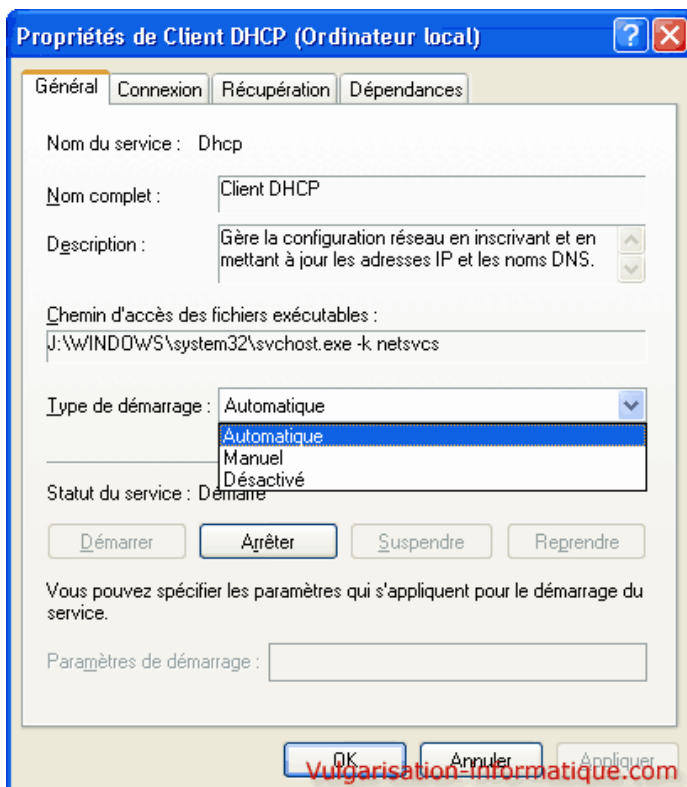 Propriétés de Client DHCP (Ordinateur local)
Général Connexion Récupération Dépendances
Nom du service : Dhcp
Nom complet : Client DHCP
Description : Gère la configuration réseau en inscrivant et en
mettant à jour les adresses IP et les noms DNS.
Chemin d'accès des fichiers exécutables :
J:\WINDOWS\system32\svchost.exe -k netsvcs
Type de démarrage : Automatique
Automatique
Manuel
Désactivé
Statut du service : Démarré
Démarrer Arrêter Suspendre Reprendre
Vous pouvez spécifier les paramètres qui s'appliquent pour le démarrage du
service.
Paramètres de démarrage :
OK Annuler Appliquer
Vulgarisation-informatique.com